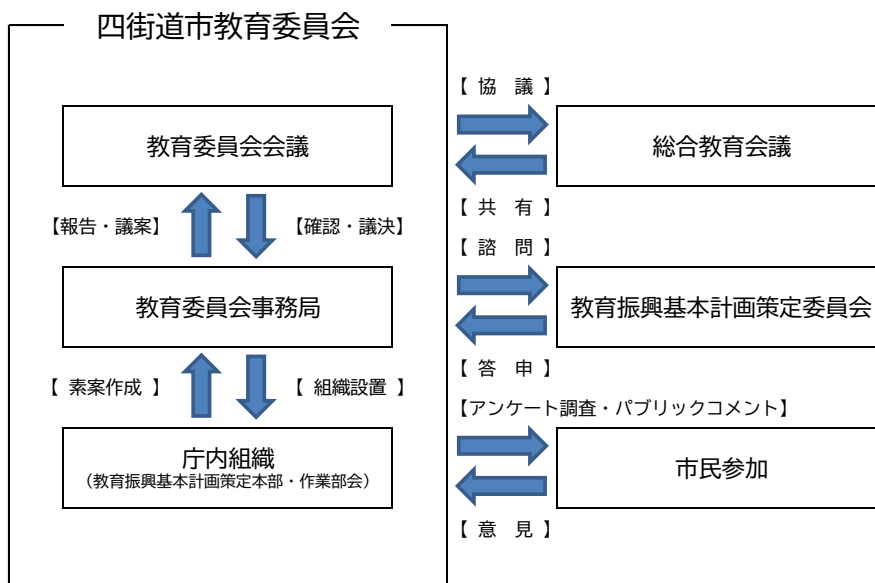 四街道市教育委員会
【 協　議 】
教育委員会会議
総合教育会議
【 共　有 】
【報告・議案】
【確認・議決】
【 諮　問 】
教育委員会事務局
教育振興基本計画策定委員会
【 答　申 】
【 素案作成 】
【 組織設置 】
【アンケート調査・パブリックコメント】
庁内組織
（教育振興基本計画策定本部・作業部会）
市民参加
【 意　見 】